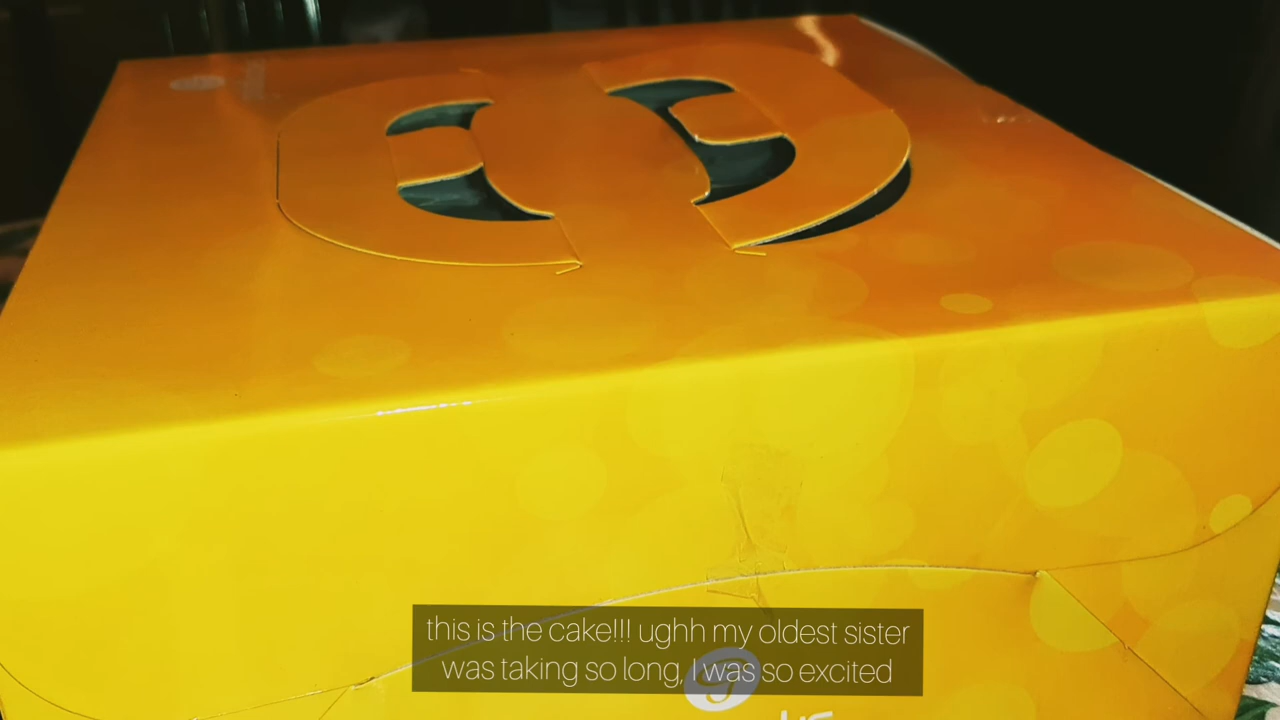 this is the cake!!! ughh my oldest sister
was taking so long, I was so excited